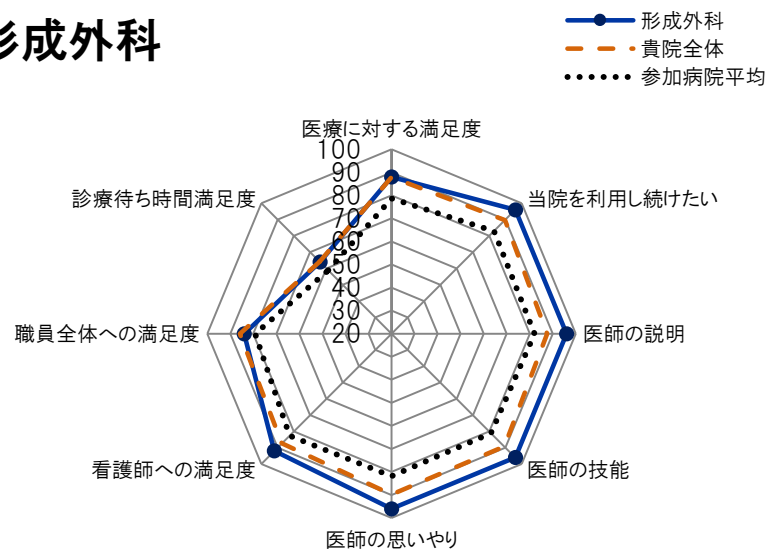 形成外科
形成外科
貴院全体
参加病院平均
医療に対する満足度
100
90
80
70
60
50
40
30
20
当院を利用し続けたい
医師の説明
医師の技能
医師の思いやり
看護師への満足度
職員全体への満足度
診療待ち時間満足度